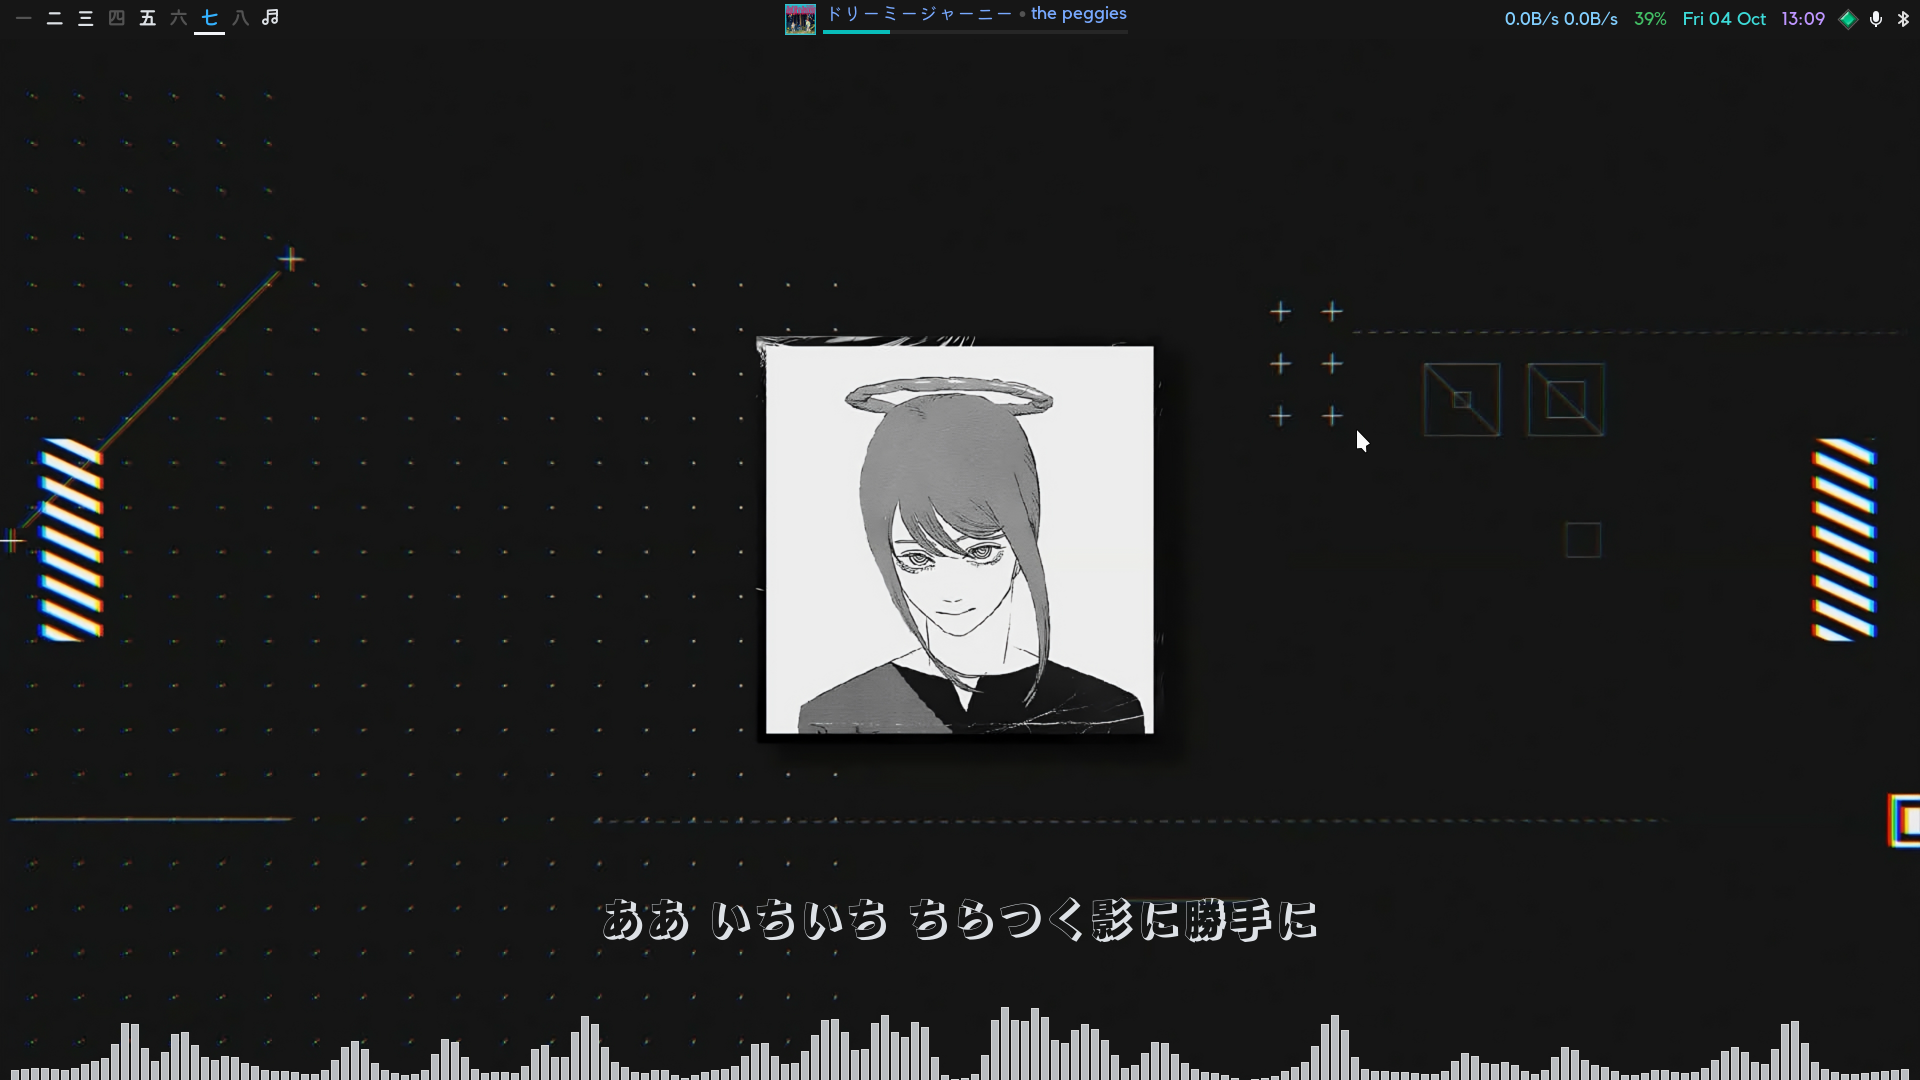 一 二 三 四 五 六 七 八
ドリーミージャーニー • the peggies
0.0B/s 0.0B/s 39% Fri 04 Oct 13:09
ああ いちいち ちらつく影に勝手に